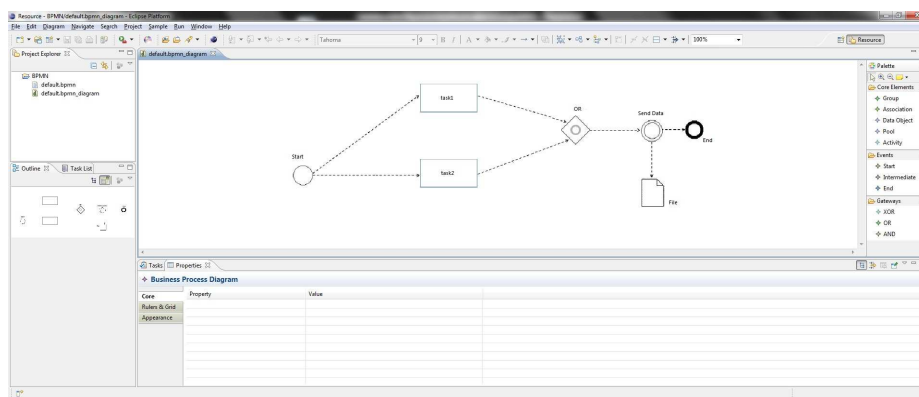 Resource - BPMN/default.bpmn_diagram - Eclipse Platform
File Edit Diagram Navigate Search Project Sample Run Window Help
Tahoma 9 B I A 100% Resource
Project Explorer
BPMN
default.bpmn
default.bpmn_diagram
Outline Task List
default.bpmn_diagram
task1
OR
Send Data
End
Start
task2
File
Palette
Core Elements
Group
Association
Data Object
Pool
Activity
Events
Start
Intermediate
End
Gateways
XOR
OR
AND
Tasks Properties
Business Process Diagram
Core
Rulers & Grid
Appearance
Property Value